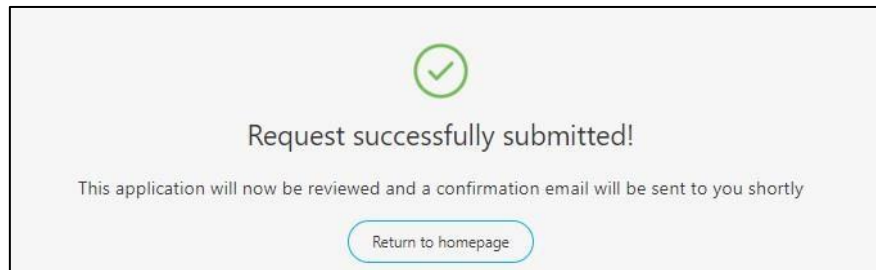 Request successfully submitted!
This application will now be reviewed and a confirmation email will be sent to you shortly
Return to homepage